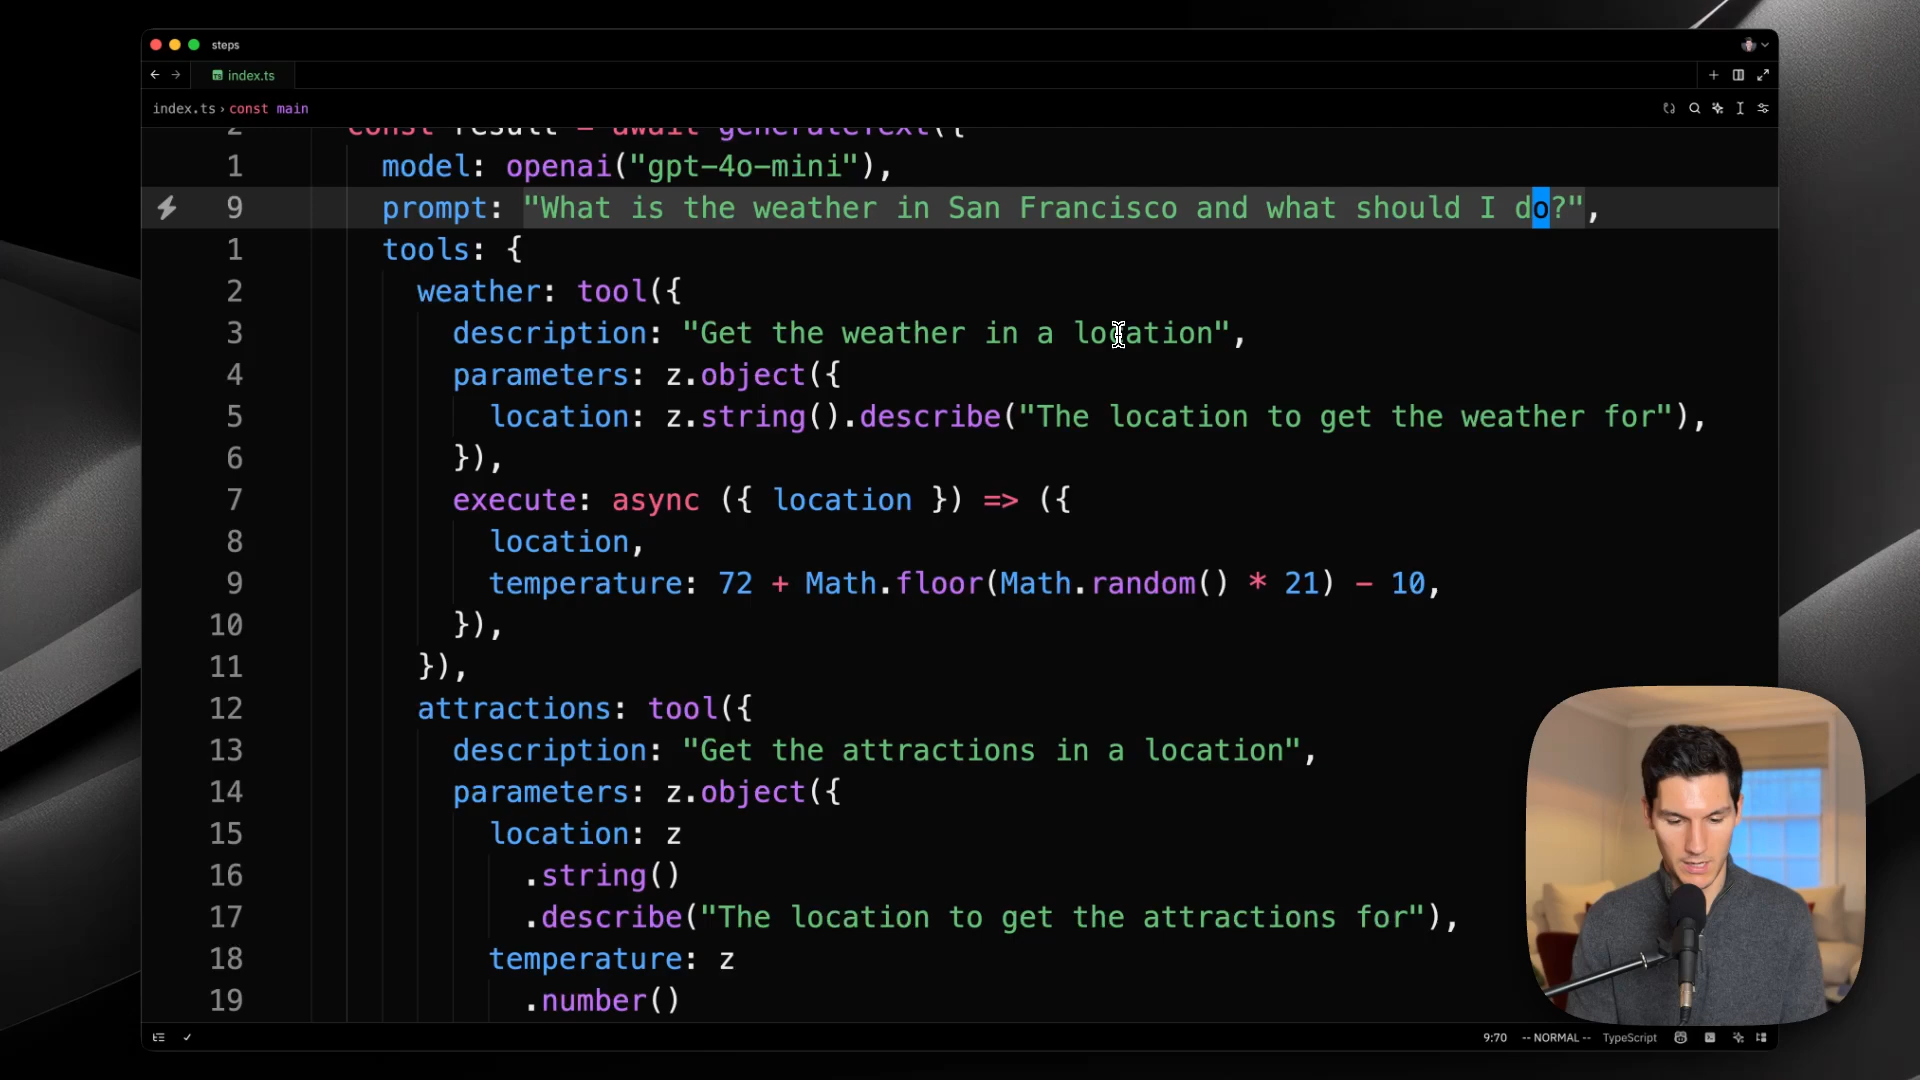 steps
index.ts
index.ts › const main
2 const result = await generateText({
1 model: openai("gpt-4o-mini"),
9 prompt: "What is the weather in San Francisco and what should I do?",
1 tools: {
2 weather: tool({
3 description: "Get the weather in a location",
4 parameters: z.object({
5 location: z.string().describe("The location to get the weather for"),
6 }),
7 execute: async ({ location }) => ({
8 location,
9 temperature: 72 + Math.floor(Math.random() * 21) - 10,
10 }),
11 }),
12 attractions: tool({
13 description: "Get the attractions in a location",
14 parameters: z.object({
15 location: z
16 .string()
17 .describe("The location to get the attractions for"),
18 temperature: z
19 .number()
9:70 -- NORMAL -- TypeScript